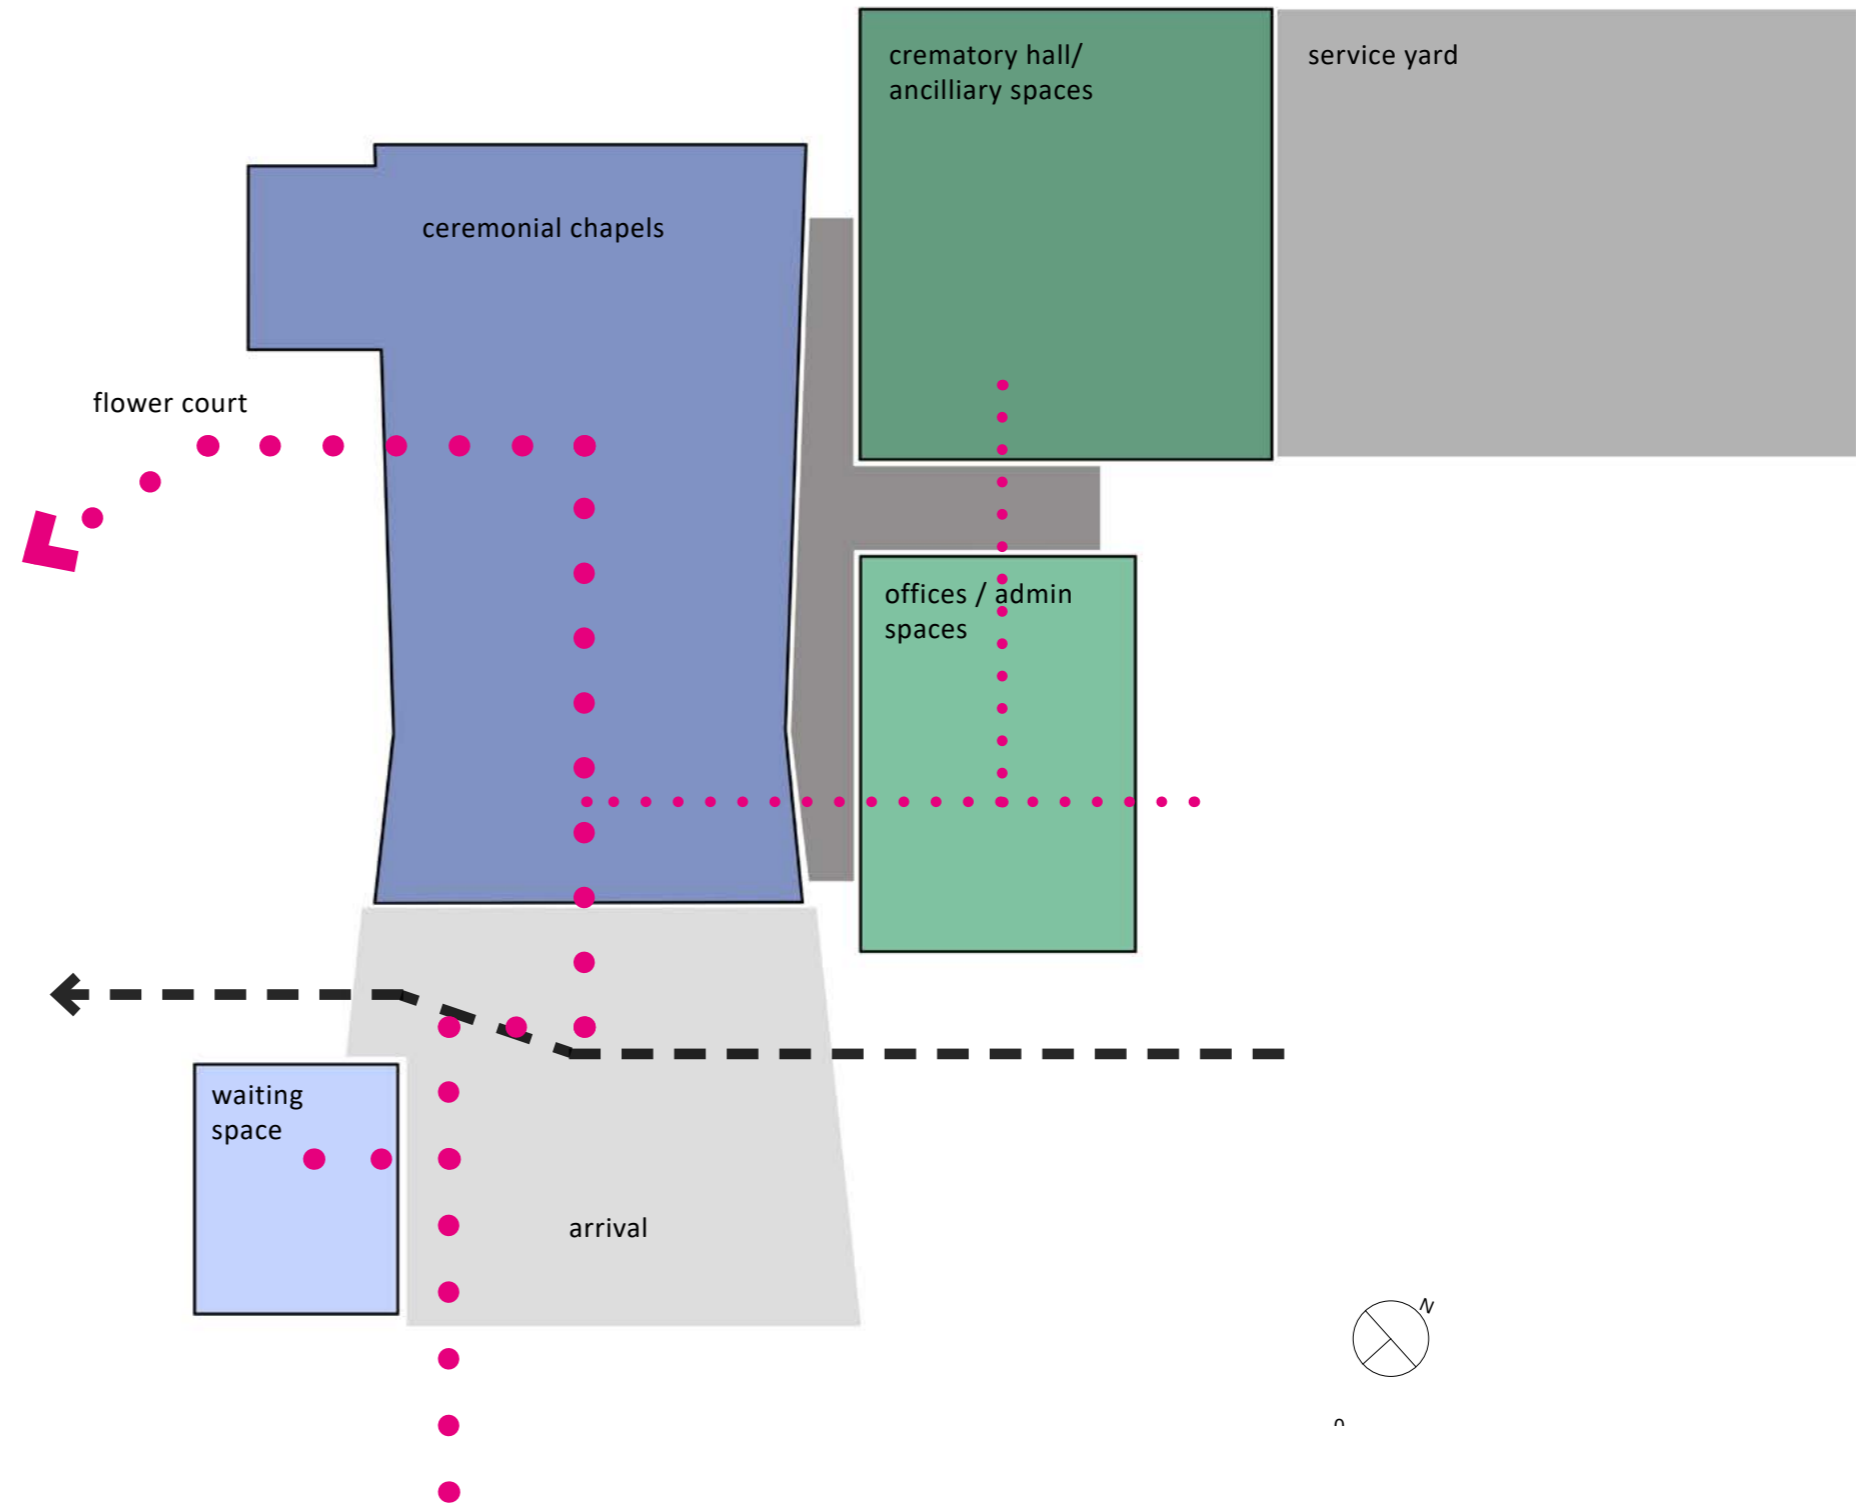 crematory hall/
ancilliary spaces
service yard
ceremonial chapels
flower court
offices / admin
spaces
waiting
space
arrival
N